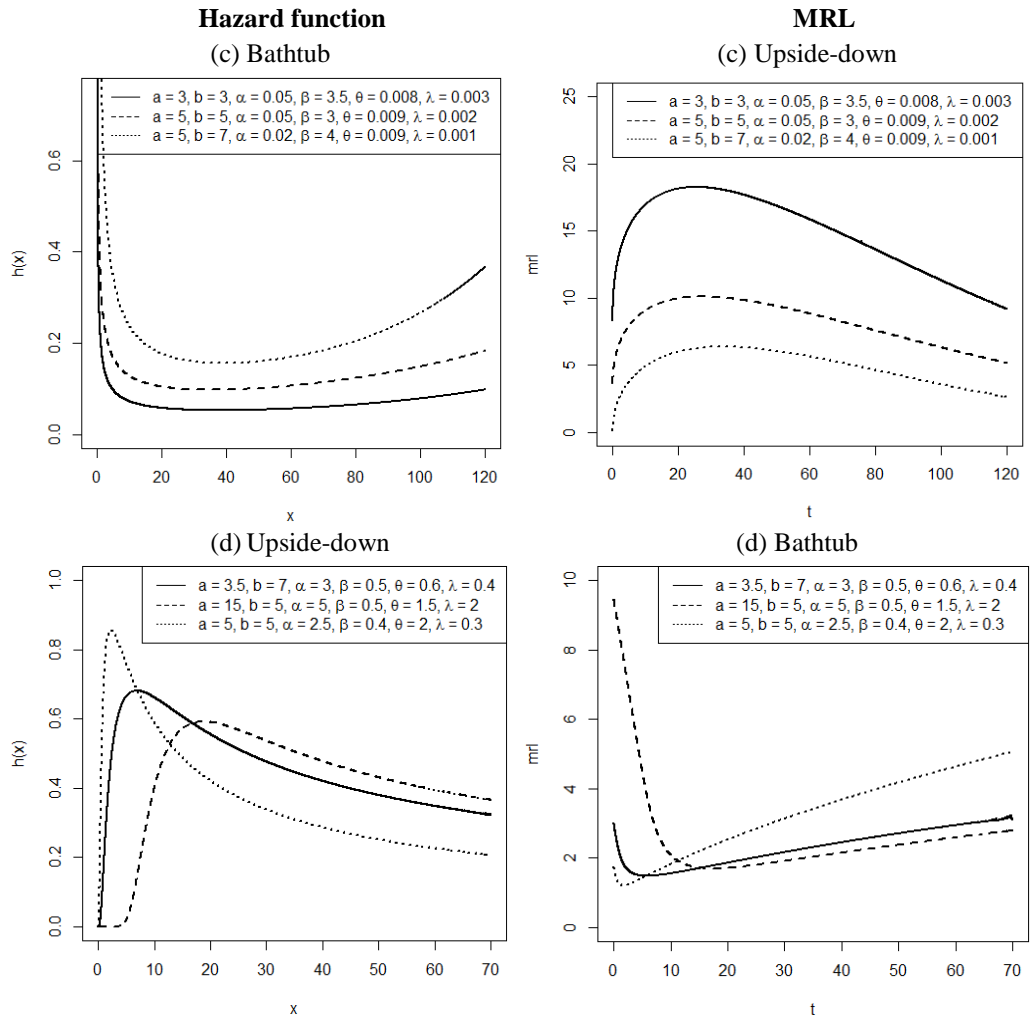 Hazard function
MRL
(c) Bathtub
(c) Upside-down
a = 3, b = 3, α = 0.05, β = 3.5, θ = 0.008, λ = 0.003
a = 5, b = 5, α = 0.05, β = 3, θ = 0.009, λ = 0.002
a = 5, b = 7, α = 0.02, β = 4, θ = 0.009, λ = 0.001
h(x)
0.0 0.2 0.4 0.6
0 20 40 60 80 100 120
x
a = 3, b = 3, α = 0.05, β = 3.5, θ = 0.008, λ = 0.003
a = 5, b = 5, α = 0.05, β = 3, θ = 0.009, λ = 0.002
a = 5, b = 7, α = 0.02, β = 4, θ = 0.009, λ = 0.001
mrl
0 5 10 15 20 25
0 20 40 60 80 100 120
t
(d) Upside-down
(d) Bathtub
a = 3.5, b = 7, α = 3, β = 0.5, θ = 0.6, λ = 0.4
a = 15, b = 5, α = 5, β = 0.5, θ = 1.5, λ = 2
a = 5, b = 5, α = 2.5, β = 0.4, θ = 2, λ = 0.3
h(x)
0.0 0.2 0.4 0.6 0.8 1.0
0 10 20 30 40 50 60 70
x
a = 3.5, b = 7, α = 3, β = 0.5, θ = 0.6, λ = 0.4
a = 15, b = 5, α = 5, β = 0.5, θ = 1.5, λ = 2
a = 5, b = 5, α = 2.5, β = 0.4, θ = 2, λ = 0.3
mrl
0 2 4 6 8 10
0 10 20 30 40 50 60 70
t